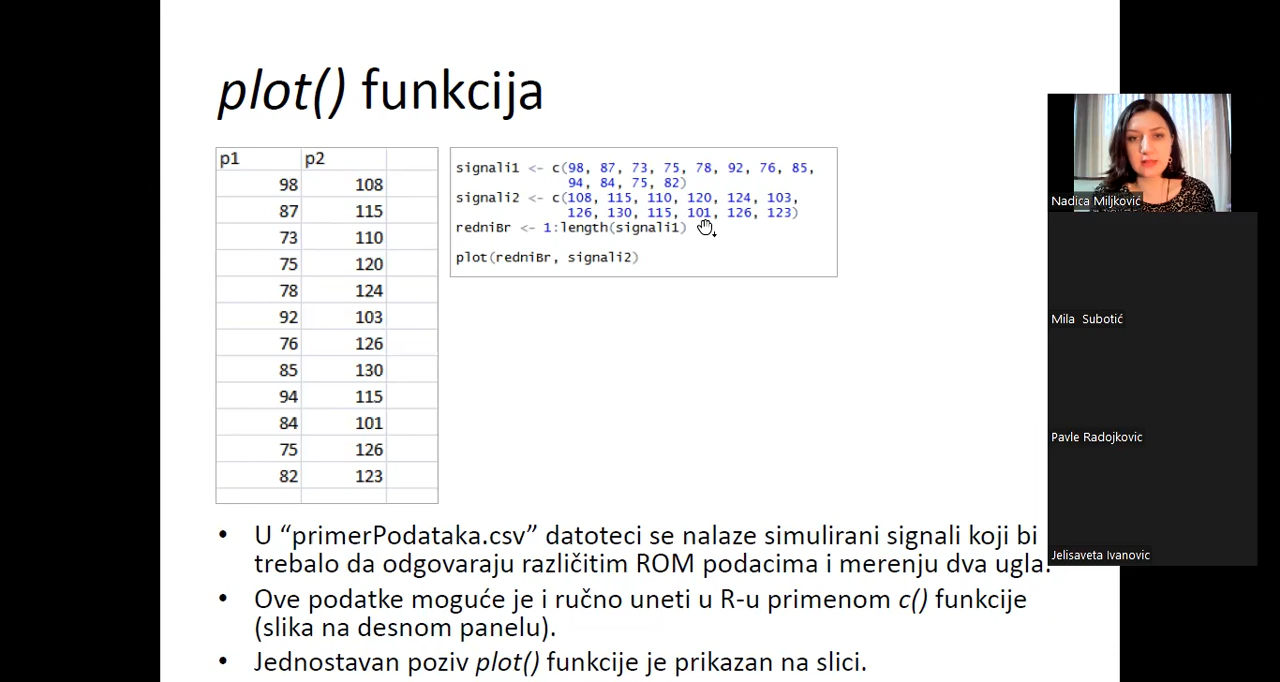 plot() funkcija
p1 p2
98 108
87 115
73 110
75 120
78 124
92 103
76 126
85 130
94 115
84 101
75 126
82 123
signali1 <- c(98, 87, 73, 75, 78, 92, 76, 85,
94, 84, 75, 82)
signali2 <- c(108, 115, 110, 120, 124, 103,
126, 130, 115, 101, 126, 123)
redniBr <- 1:length(signali1)
plot(redniBr, signali2)
• U “primerPodataka.csv” datoteci se nalaze simulirani signali koji bi
trebalo da odgovaraju različitim ROM podacima i merenju dva ugla.
• Ove podatke moguće je i ručno uneti u R-u primenom c() funkcije
(slika na desnom panelu).
• Jednostavan poziv plot() funkcije je prikazan na slici.
Nadica Miljković
Mila Subotić
Pavle Radojkovic
Jelisaveta Ivanovic